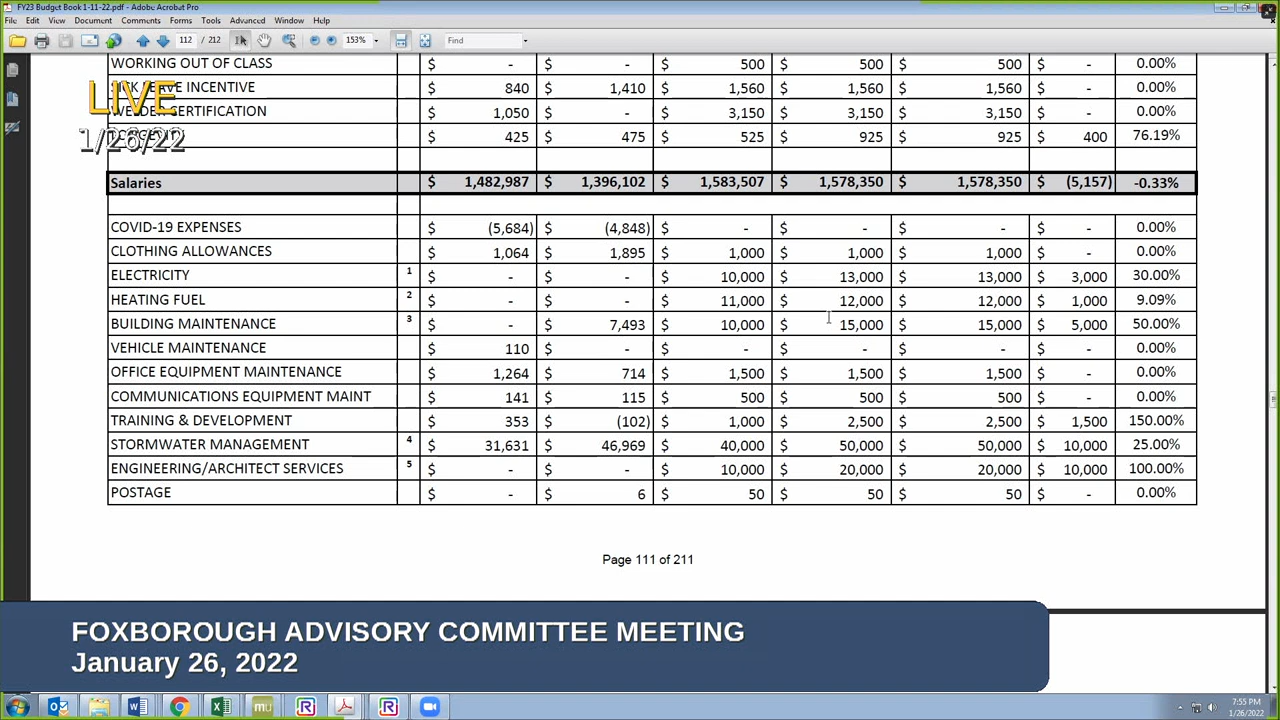 FY23 Budget Book 1-11-22.pdf - Adobe Acrobat Pro
File Edit View Document Comments Forms Tools Advanced Window Help
112 / 212 153% Find
WORKING OUT OF CLASS $ - $ - $ 500 $ 500 $ 500 $ - 0.00%
SICK LEAVE INCENTIVE $ 840 $ 1,410 $ 1,560 $ 1,560 $ 1,560 $ - 0.00%
LIVE
WELDER CERTIFICATION $ 1,050 $ - $ 3,150 $ 3,150 $ 3,150 $ - 0.00%
1/26/22
$ 425 $ 475 $ 525 $ 925 $ 925 $ 400 76.19%
Salaries $ 1,482,987 $ 1,396,102 $ 1,583,507 $ 1,578,350 $ 1,578,350 $ (5,157) -0.33%
COVID-19 EXPENSES $ (5,684) $ (4,848) $ - $ - $ - $ - 0.00%
CLOTHING ALLOWANCES $ 1,064 $ 1,895 $ 1,000 $ 1,000 $ 1,000 $ - 0.00%
ELECTRICITY 1 $ - $ - $ 10,000 $ 13,000 $ 13,000 $ 3,000 30.00%
HEATING FUEL 2 $ - $ - $ 11,000 $ 12,000 $ 12,000 $ 1,000 9.09%
BUILDING MAINTENANCE 3 $ - $ 7,493 $ 10,000 $ 15,000 $ 15,000 $ 5,000 50.00%
VEHICLE MAINTENANCE $ 110 $ - $ - $ - $ - $ - 0.00%
OFFICE EQUIPMENT MAINTENANCE $ 1,264 $ 714 $ 1,500 $ 1,500 $ 1,500 $ - 0.00%
COMMUNICATIONS EQUIPMENT MAINT $ 141 $ 115 $ 500 $ 500 $ 500 $ - 0.00%
TRAINING & DEVELOPMENT $ 353 $ (102) $ 1,000 $ 2,500 $ 2,500 $ 1,500 150.00%
STORMWATER MANAGEMENT 4 $ 31,631 $ 46,969 $ 40,000 $ 50,000 $ 50,000 $ 10,000 25.00%
ENGINEERING/ARCHITECT SERVICES 5 $ - $ - $ 10,000 $ 20,000 $ 20,000 $ 10,000 100.00%
POSTAGE $ - $ 6 $ 50 $ 50 $ 50 $ - 0.00%
Page 111 of 211
FOXBOROUGH ADVISORY COMMITTEE MEETING
January 26, 2022
7:55 PM
1/26/2022